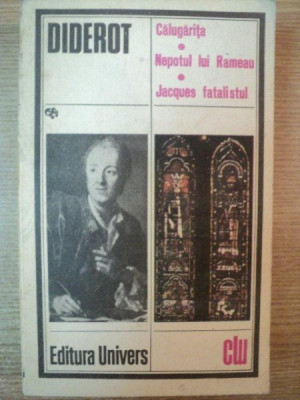 DIDEROT
Călugărița
Nepotul lui Rameau
Jacques fatalistul
Editura Univers
clu